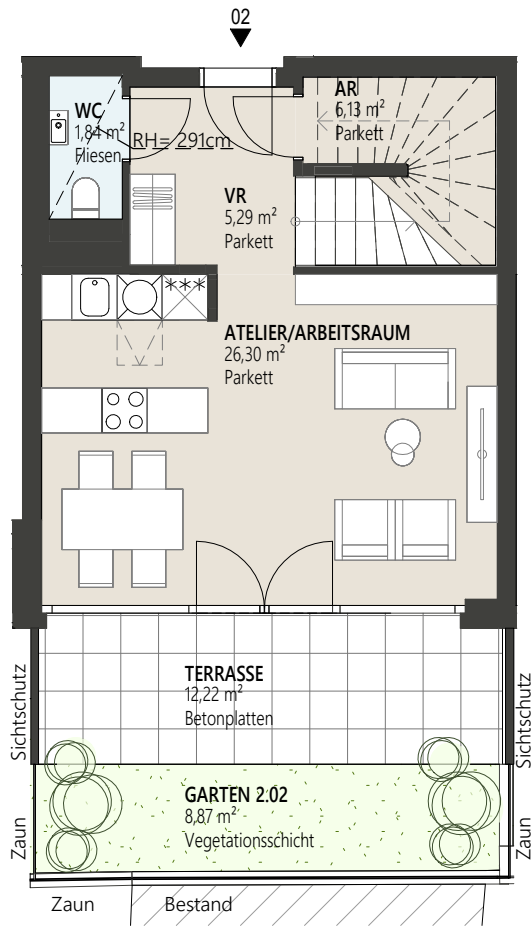 02
WC
1,84 m²
Fliesen
RH= 291cm
AR
6,13 m²
Parkett
VR
5,29 m²
Parkett
***
ATELIER/ARBEITSRAUM
26,30 m²
Parkett
TERRASSE
12,22 m²
Betonplatten
Sichtschutz
Sichtschutz
GARTEN 2.02
8,87 m²
Vegetationsschicht
Zaun
Zaun
Zaun
Bestand